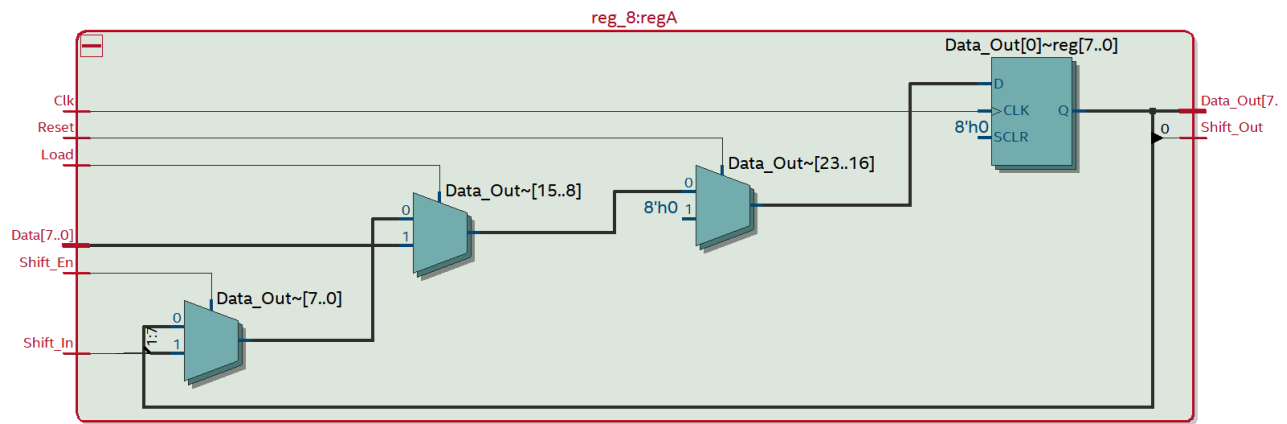 reg_8:regA
Data_Out[0]~reg[7..0]
D
Clk
>CLK
Q
Data_Out[7.
Reset
8'h0
SCLR
0
Shift_Out
Load
Data_Out~[23..16]
0
Data_Out~[15..8]
8'h0
1
0
Data[7..0]
1
Shift_En
Data_Out~[7..0]
0
1:7
Shift_In
1